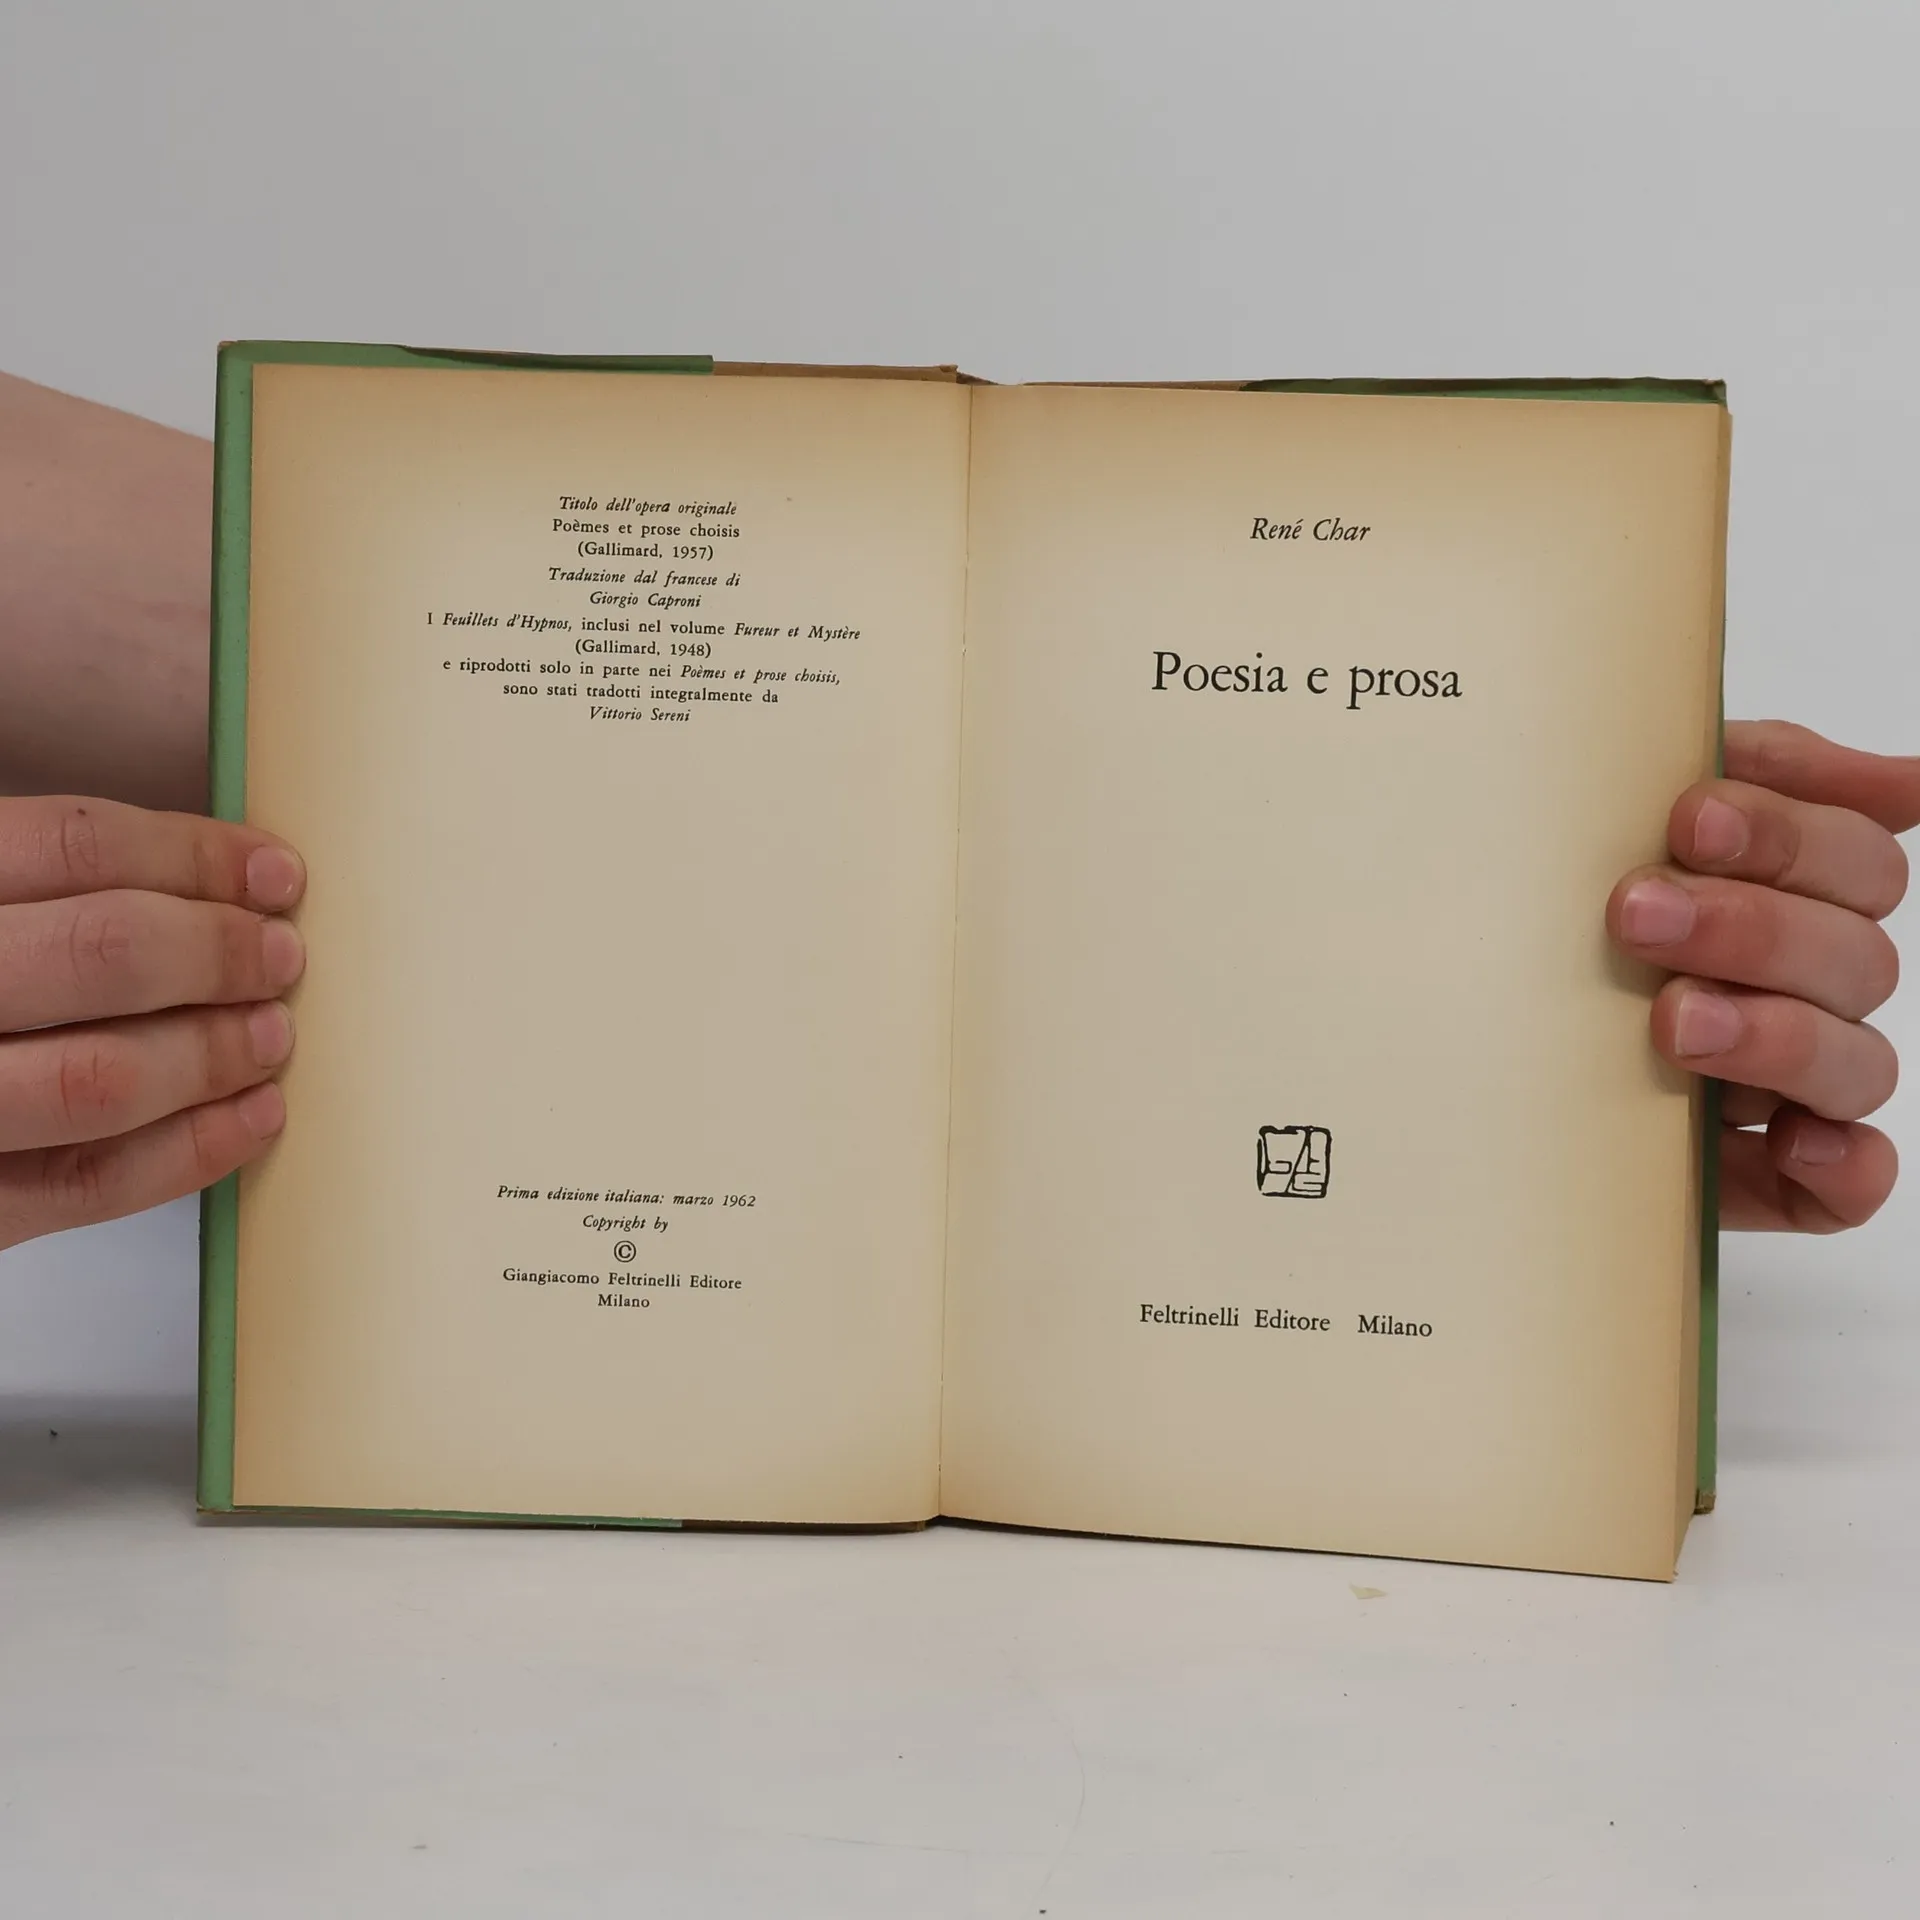 Titolo dell'opera originale
Poèmes et prose choisis
(Gallimard, 1957)
Traduzione dal francese di
Giorgio Caproni
I Feuillets d'Hypnos, inclusi nel volume Fureur et Mystère
(Gallimard, 1948)
e riprodotti solo in parte nei Poèmes et prose choisis,
sono stati tradotti integralmente da
Vittorio Sereni
Prima edizione italiana: marzo 1962
Copyright by
©
Giangiacomo Feltrinelli Editore
Milano
René Char
Poesia e prosa
Feltrinelli Editore Milano